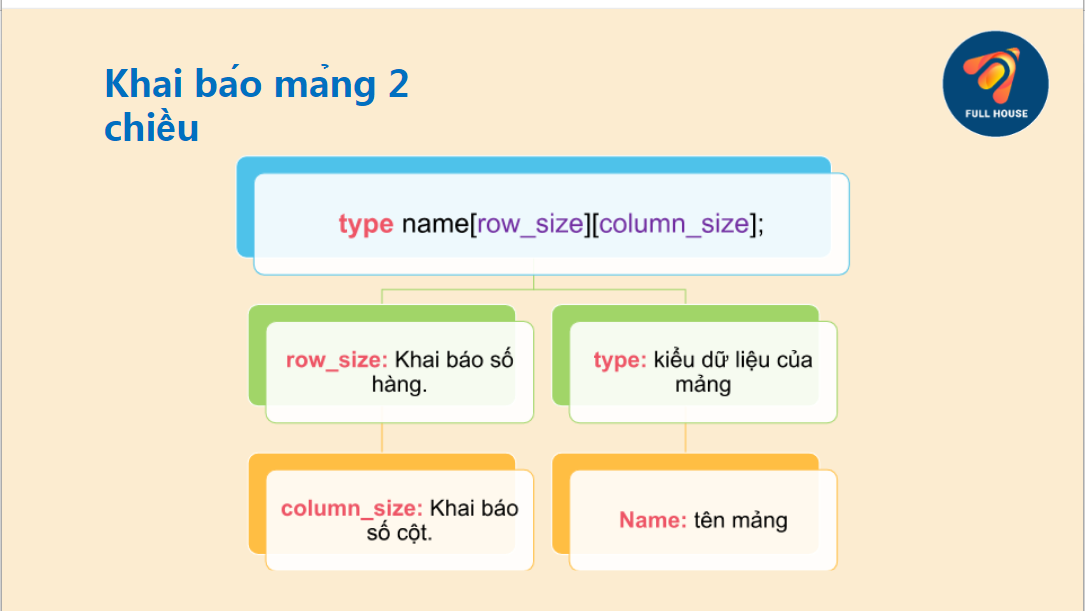 Khai báo mảng 2
chiều
FULL HOUSE
type name[row_size][column_size];
row_size: Khai báo số
hàng.
type: kiểu dữ liệu của
mảng
column_size: Khai báo
số cột.
Name: tên mảng